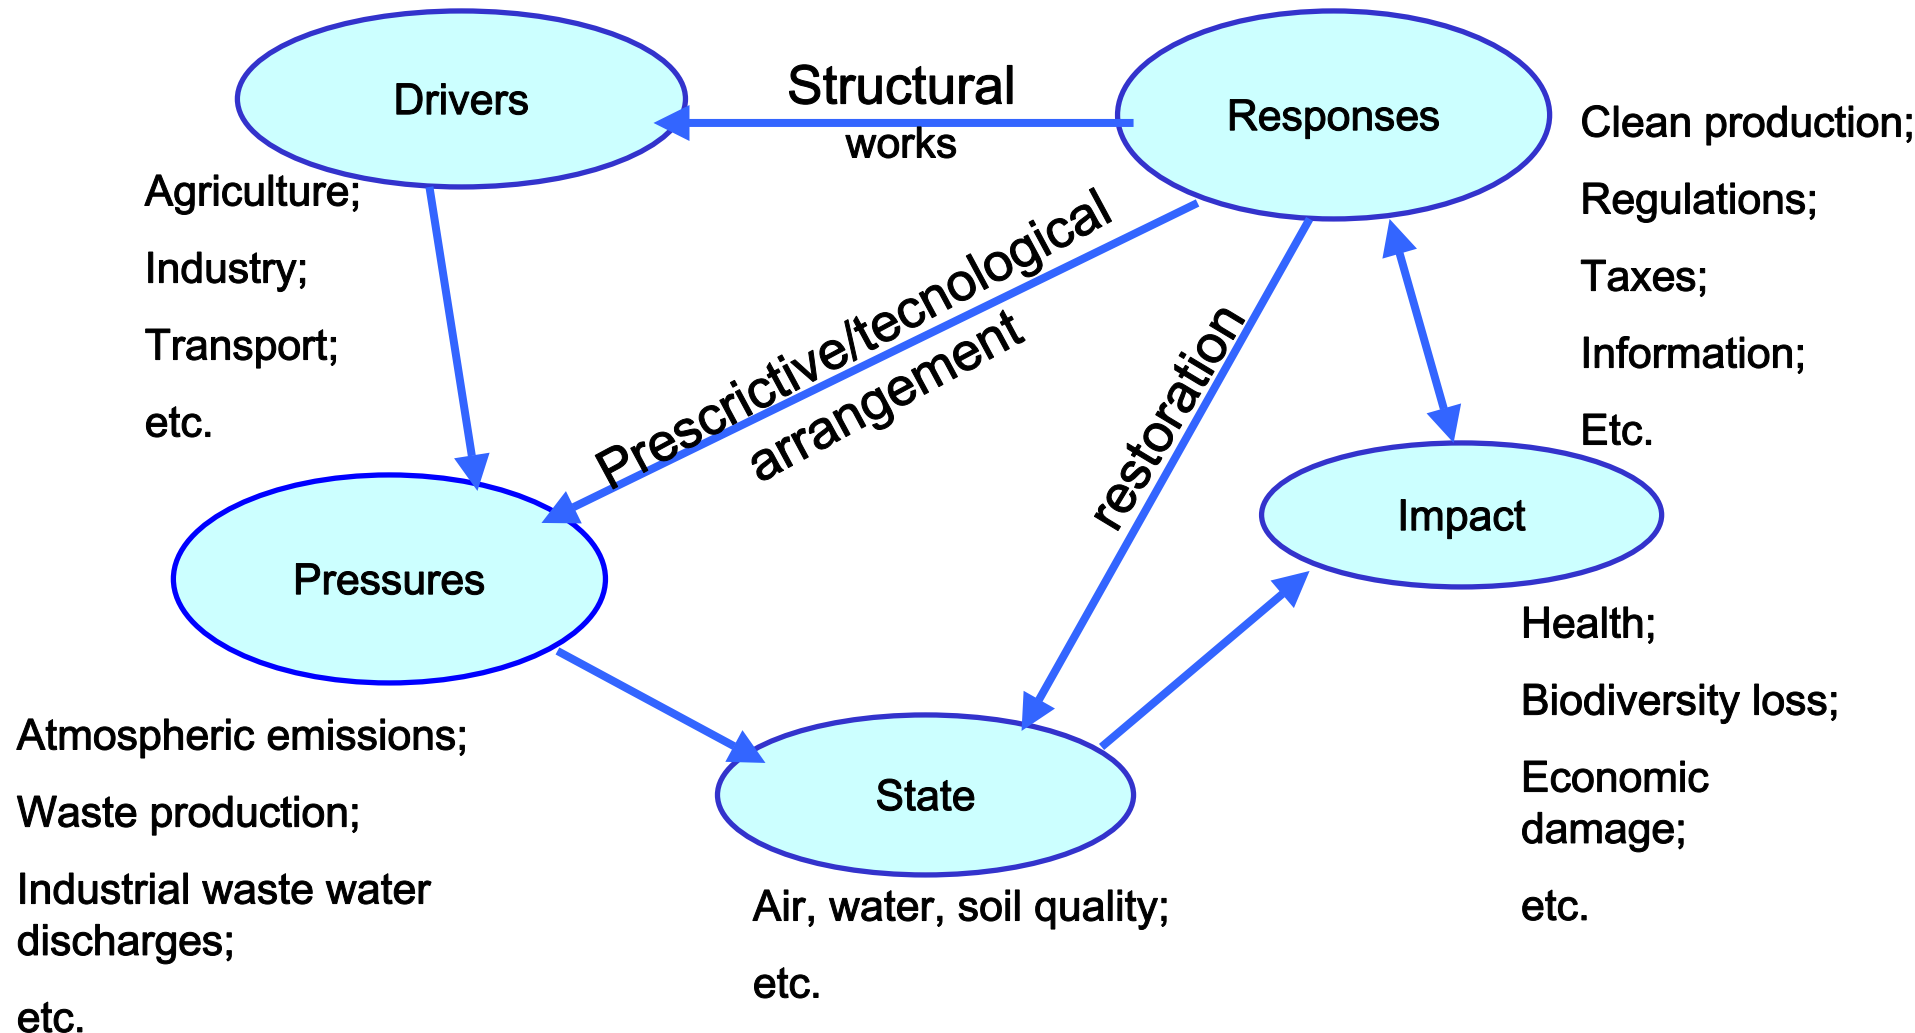 Drivers
Structural
works
Responses
Agriculture;
Industry;
Transport;
etc.
Clean production;
Regulations;
Taxes;
Information;
Etc.
Prescrictive/tecnological
arrangement
restoration
Impact
Pressures
Health;
Biodiversity loss;
Economic
damage;
etc.
Atmospheric emissions;
Waste production;
Industrial waste water
discharges;
etc.
State
Air, water, soil quality;
etc.